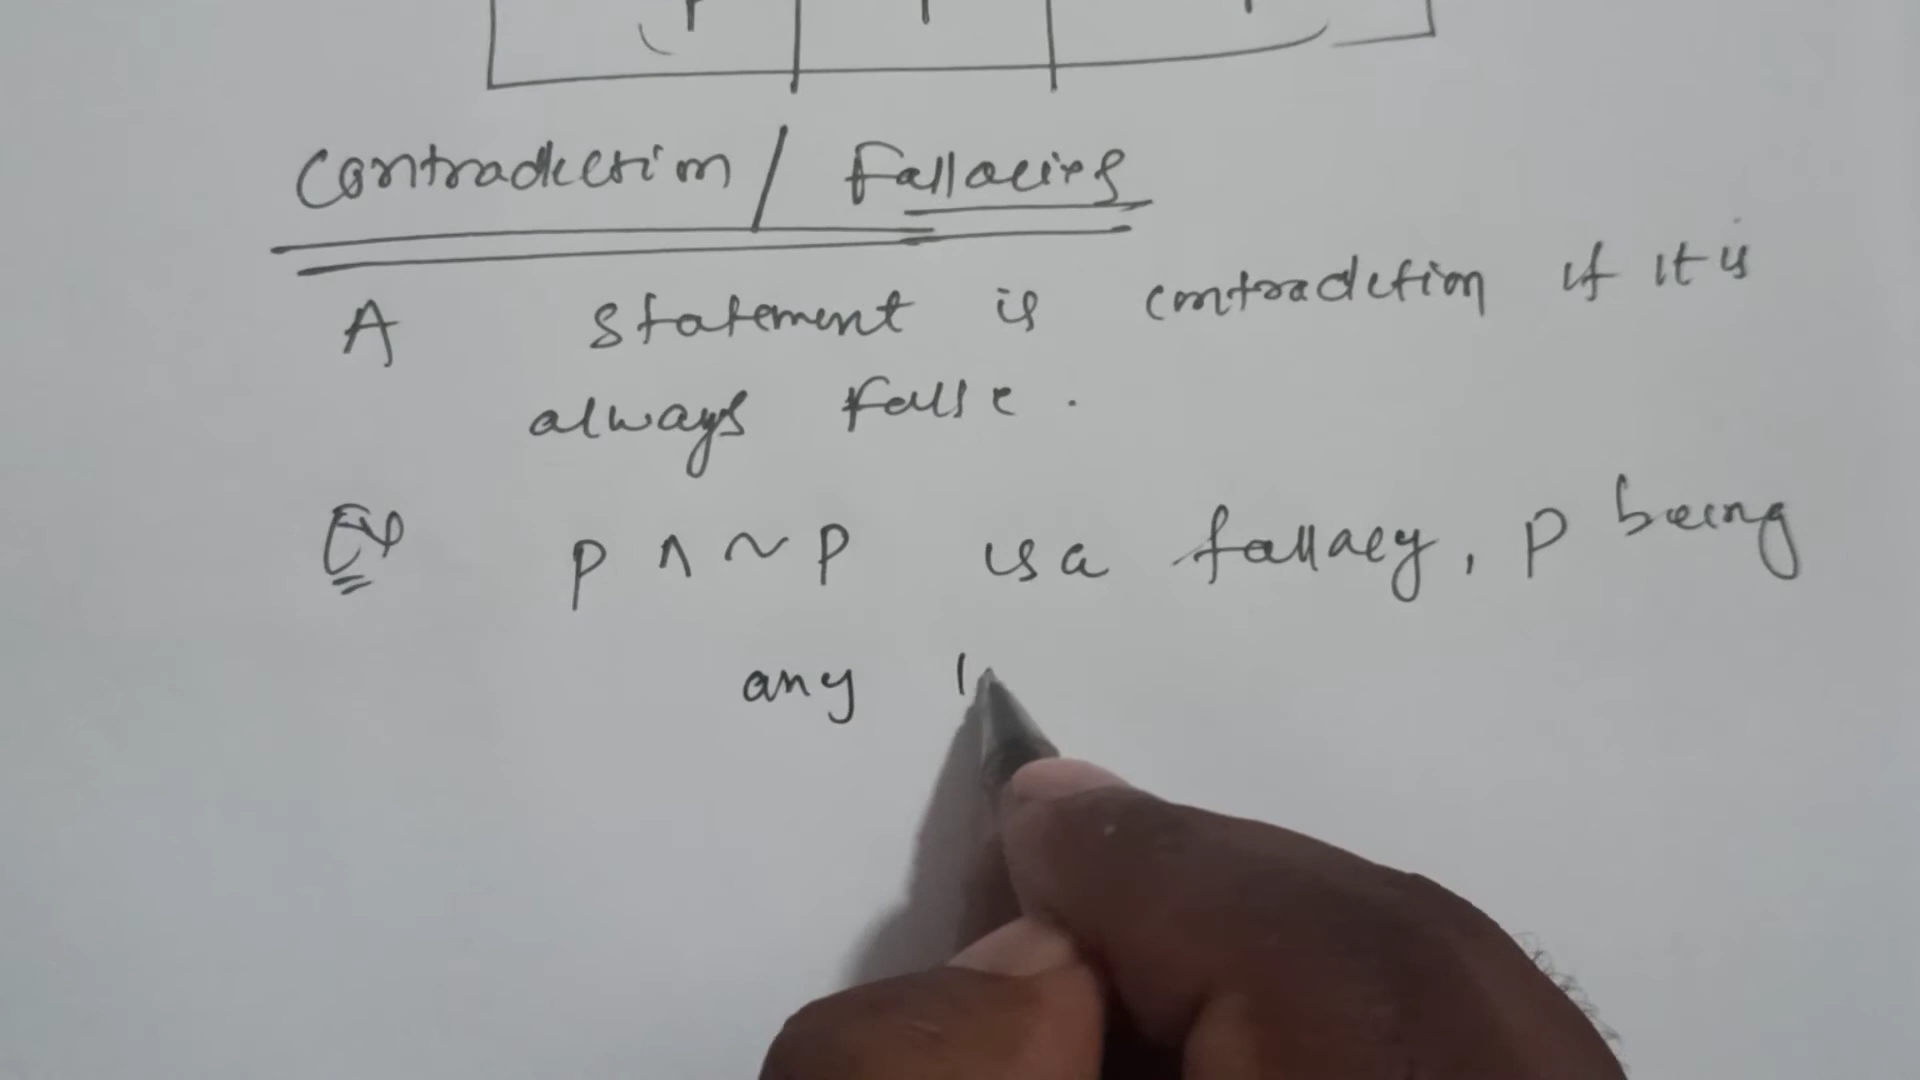 Contradiction / Fallacies
A statement is contradiction if it is
always false.
Ex P ∧ ~ P is a fallacy, P being
any